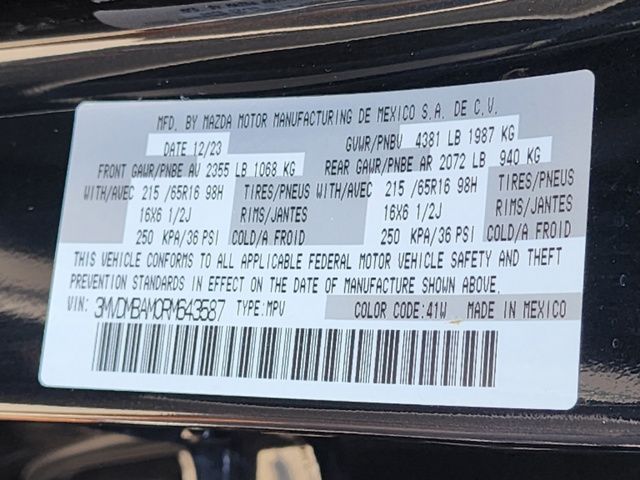 MFD. BY MAZDA MOTOR MANUFACTURING DE MEXICO S.A. DE C.V.
DATE 12/23 GVWR/PNBV 4381 LB 1987 KG
FRONT GAWR/PNBE AV 2355 LB 1068 KG REAR GAWR/PNBE AR 2072 LB 940 KG
WITH/AVEC 215 /65R16 98H TIRES/PNEUS WITH/AVEC 215 /65R16 98H TIRES/PNEUS
16X6 1/2J RIMS/JANTES 16X6 1/2J RIMS/JANTES
250 KPA/36 PSI COLD/A FROID 250 KPA/36 PSI COLD/A FROID
THIS VEHICLE CONFORMS TO ALL APPLICABLE FEDERAL MOTOR VEHICLE SAFETY AND THEFT
PREVENTION STANDARDS IN EFFECT ON THE DATE OF MANUFACTURE SHOWN ABOVE.
VIN: 3MVDMBAM0RM643587 TYPE:MPV COLOR CODE:41W MADE IN MEXICO